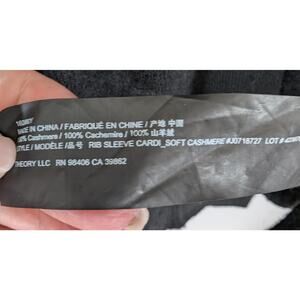 THEORY
MADE IN CHINA / FABRIQUÉ EN CHINE / 产地 中国
100% Cashmere / 100% Cachemire / 100% 山羊绒
STYLE / MODÈLE /品号 RIB SLEEVE CARDI_SOFT CASHMERE #J0718727 LOT
THEORY LLC RN 98406 CA 39862